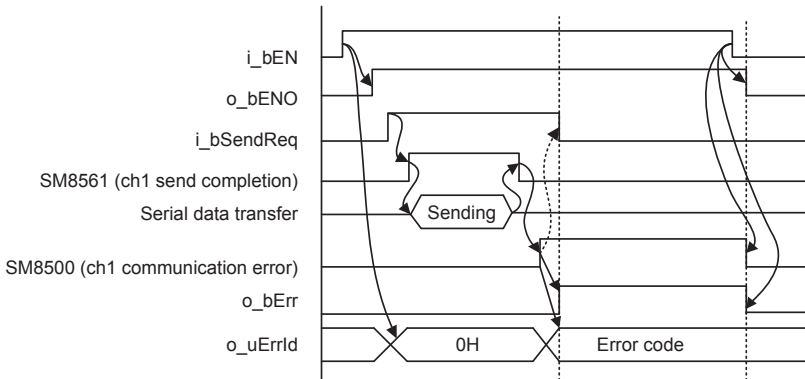 i_bEN
o_bENO
i_bSendReq
SM8561 (ch1 send completion)
Serial data transfer
Sending
SM8500 (ch1 communication error)
o_bErr
o_uErrId
0H
Error code